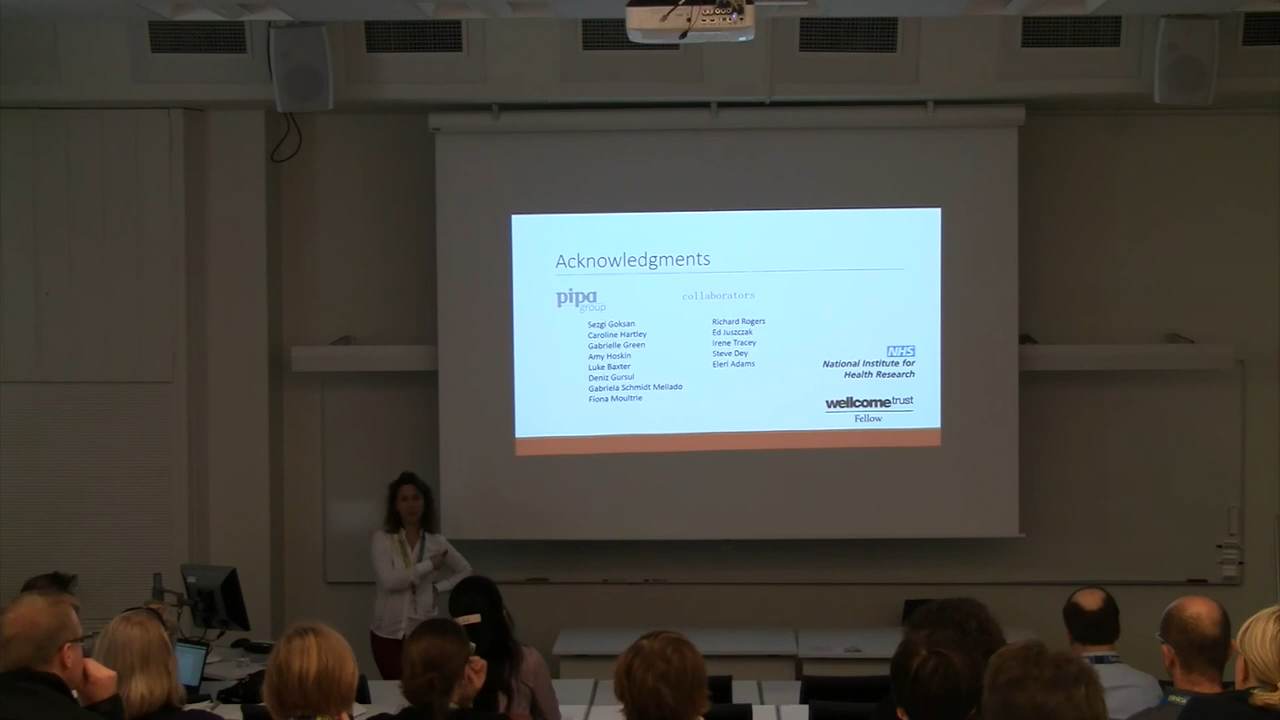 Acknowledgments
pipa
group
Sezgi Goksan
Caroline Hartley
Gabrielle Green
Amy Hoskin
Luke Baxter
Deniz Gursul
Gabriela Schmidt Mellado
Fiona Moultrie
collaborators
Richard Rogers
Ed Juszczak
Irene Tracey
Steve Dey
Eleri Adams
NHS
National Institute for
Health Research
wellcometrust
Fellow